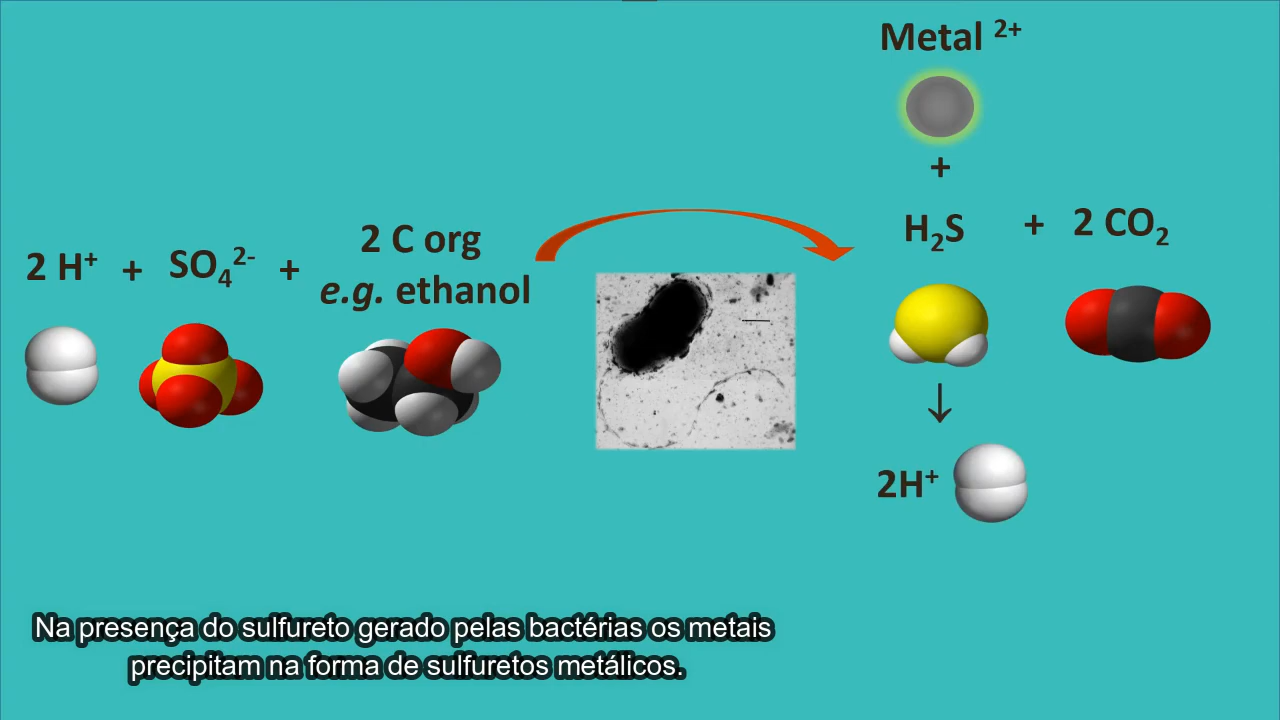 Metal ²⁺
+
2 H⁺ + SO₄²⁻ + 2 C org
e.g. ethanol
H₂S + 2 CO₂
↓
2H⁺
Na presença do sulfureto gerado pelas bactérias os metais
precipitam na forma de sulfuretos metálicos.